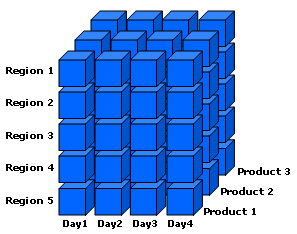 Region 1
Region 2
Region 3
Region 4
Region 5
Product 3
Product 2
Product 1
Day1 Day2 Day3 Day4